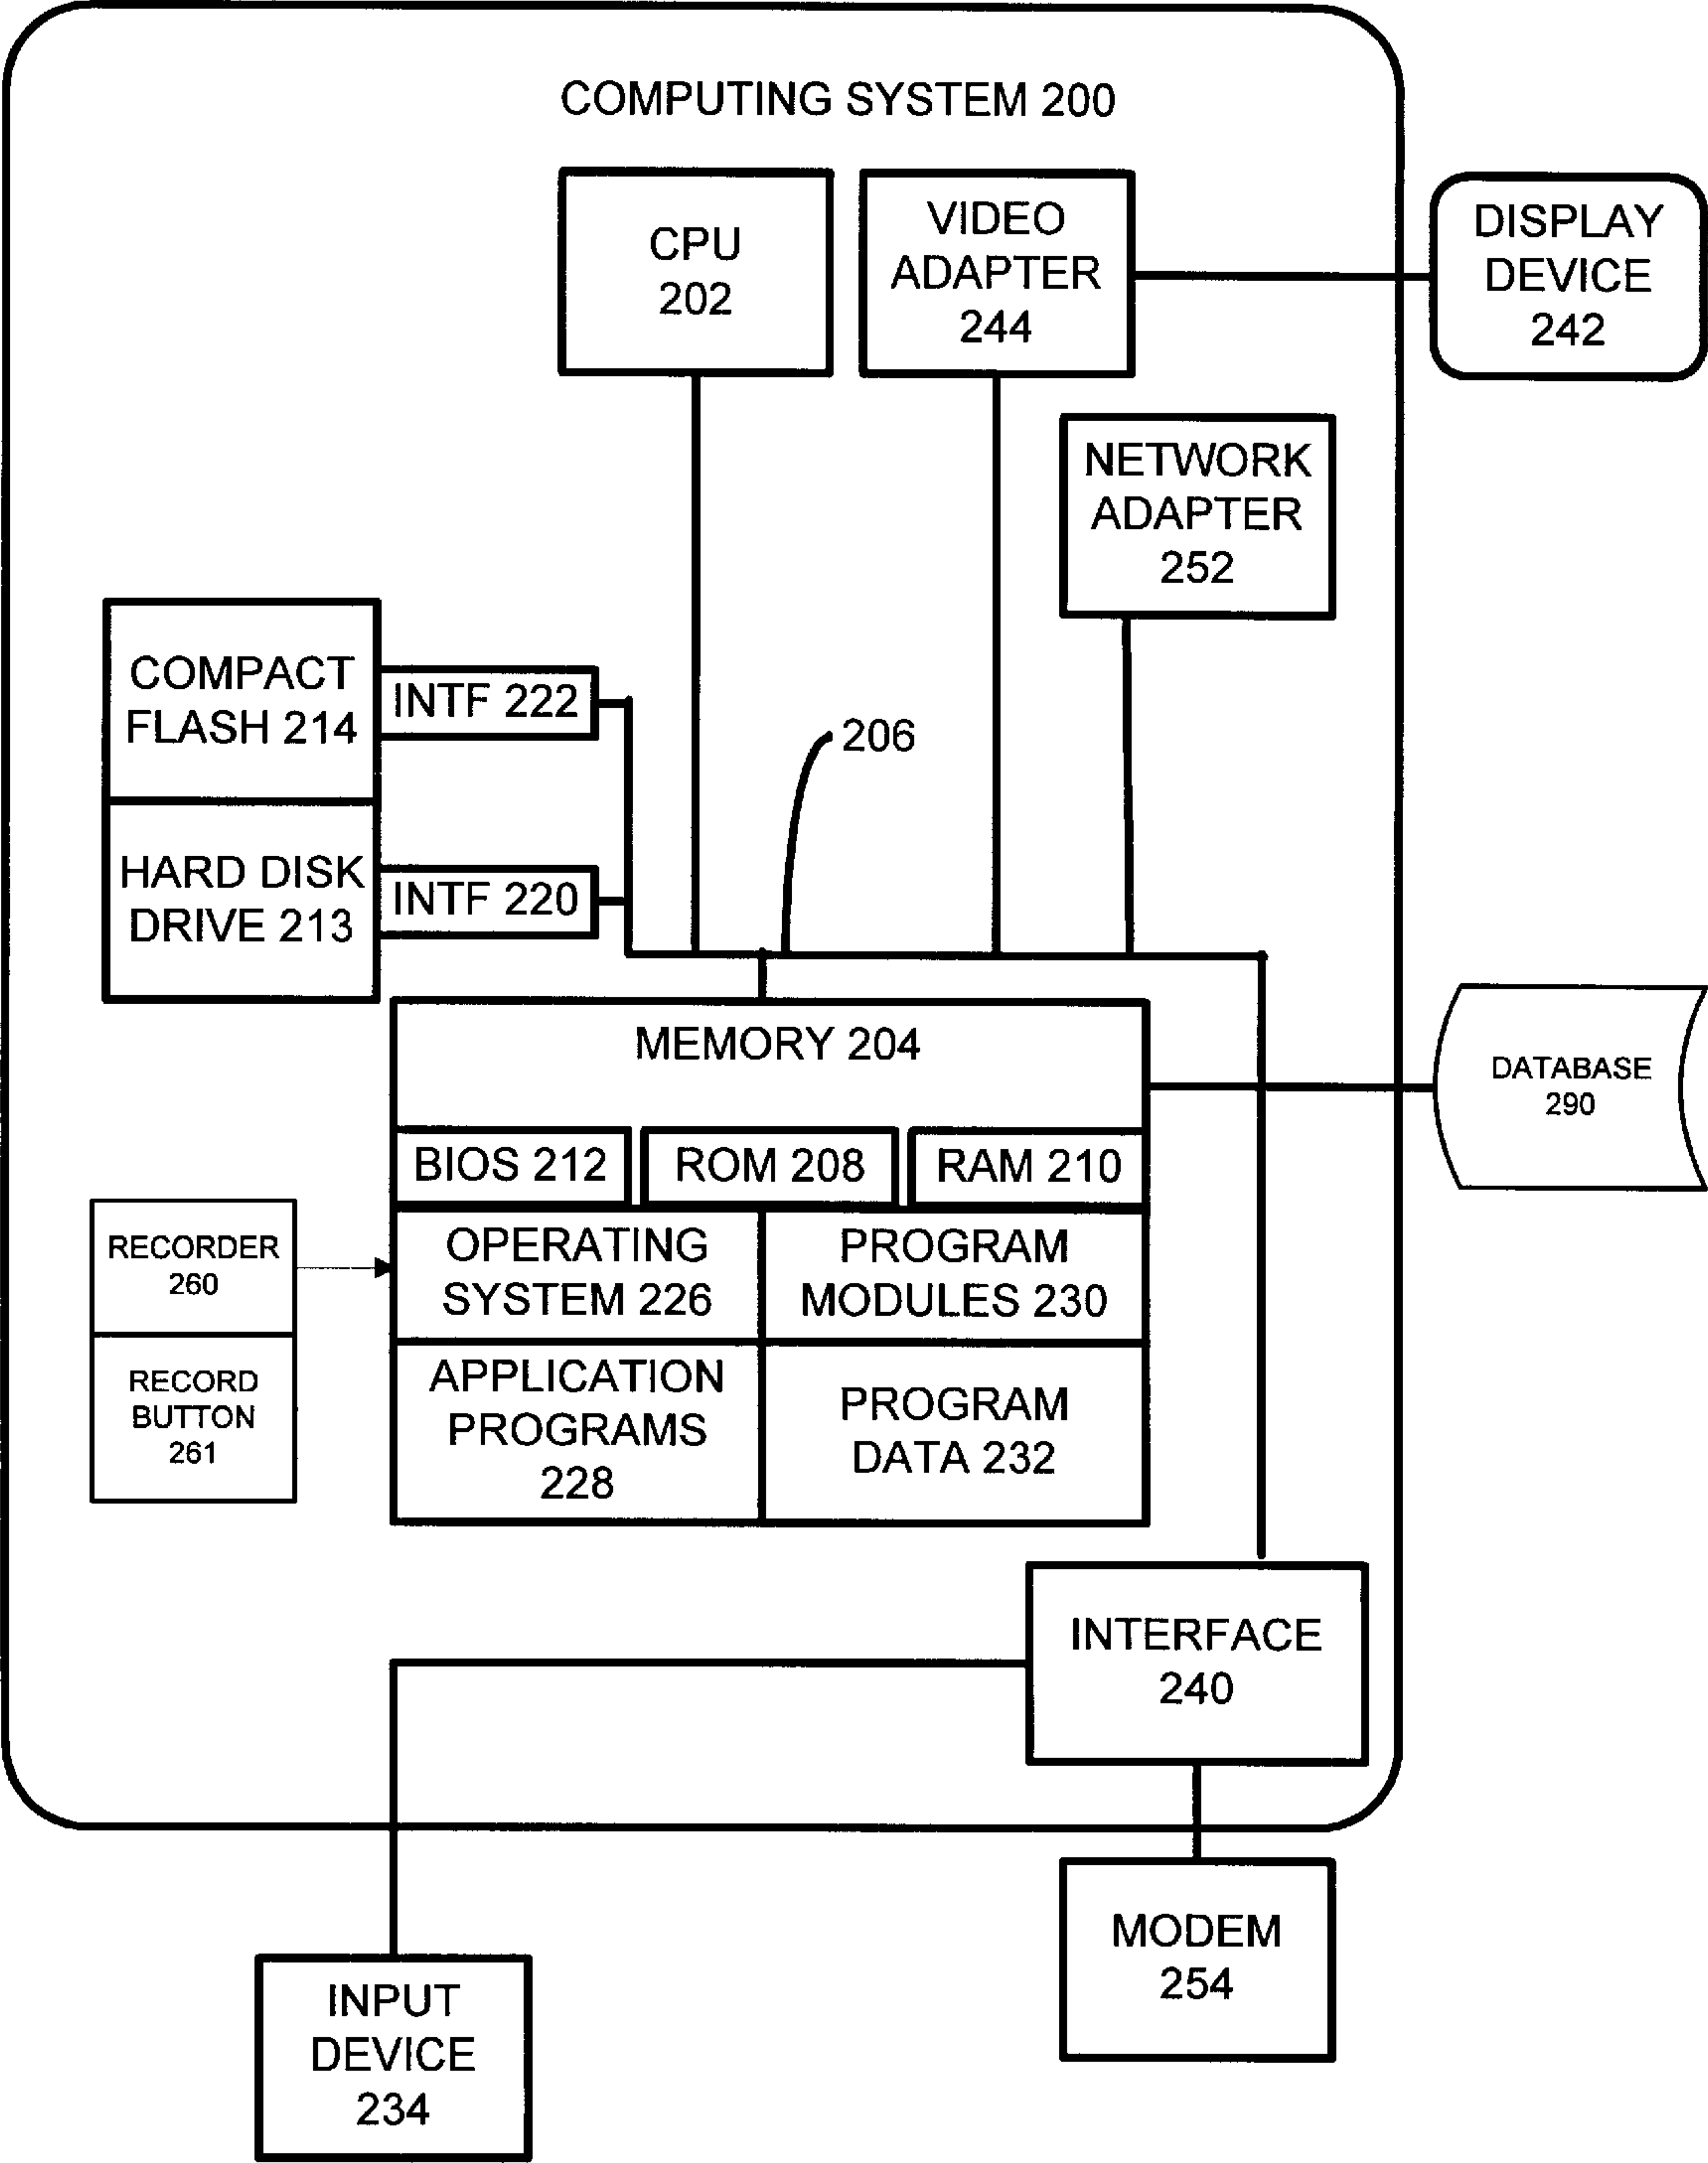 COMPUTING SYSTEM 200
CPU
202
VIDEO
ADAPTER
244
DISPLAY
DEVICE
242
NETWORK
ADAPTER
252
COMPACT
FLASH 214
INTF 222
206
HARD DISK
DRIVE 213
INTF 220
MEMORY 204
DATABASE
290
BIOS 212
ROM 208
RAM 210
RECORDER
260
OPERATING
SYSTEM 226
PROGRAM
MODULES 230
RECORD
BUTTON
261
APPLICATION
PROGRAMS
228
PROGRAM
DATA 232
INTERFACE
240
MODEM
254
INPUT
DEVICE
234